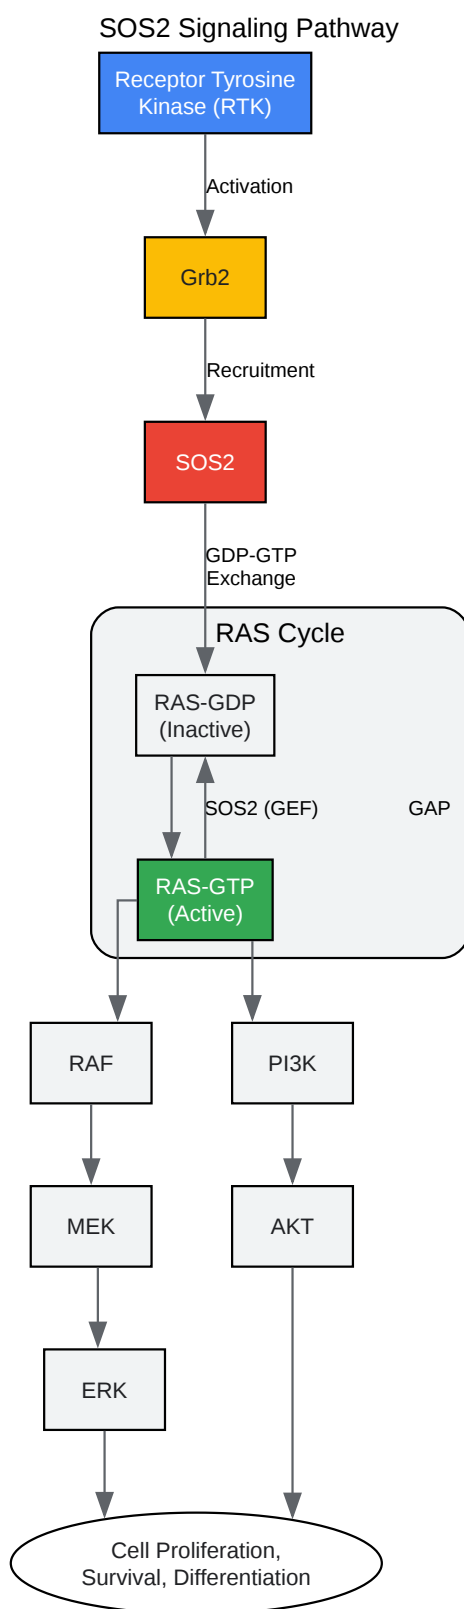 SOS2 Signaling Pathway
Receptor Tyrosine
Kinase (RTK)
Activation
Grb2
Recruitment
SOS2
GDP-GTP
Exchange
RAS Cycle
RAS-GDP
(Inactive)
SOS2 (GEF)
GAP
RAS-GTP
(Active)
RAF
PI3K
MEK
AKT
ERK
Cell Proliferation,
Survival, Differentiation